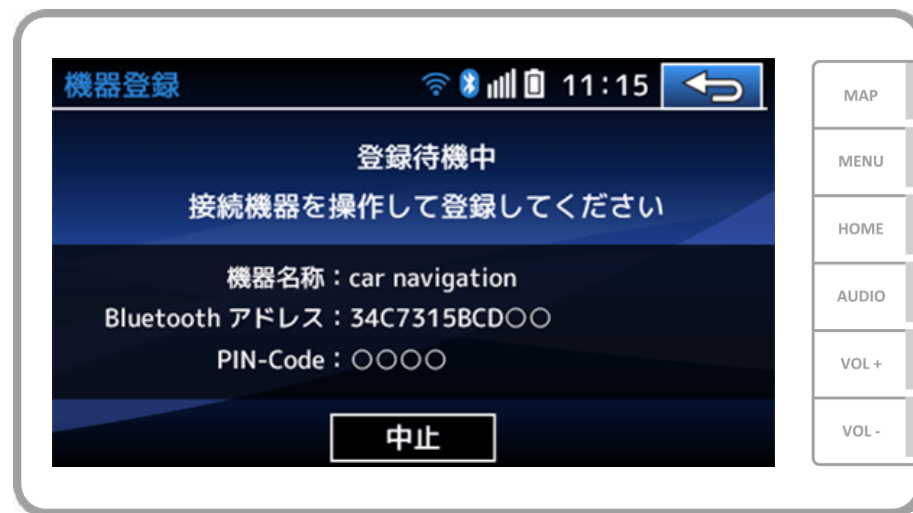 機器登録 11:15
登録待機中
接続機器を操作して登録してください
機器名称：car navigation
Bluetooth アドレス：34C7315BCD○○
PIN-Code：○○○○
中止
MAP
MENU
HOME
AUDIO
VOL +
VOL -